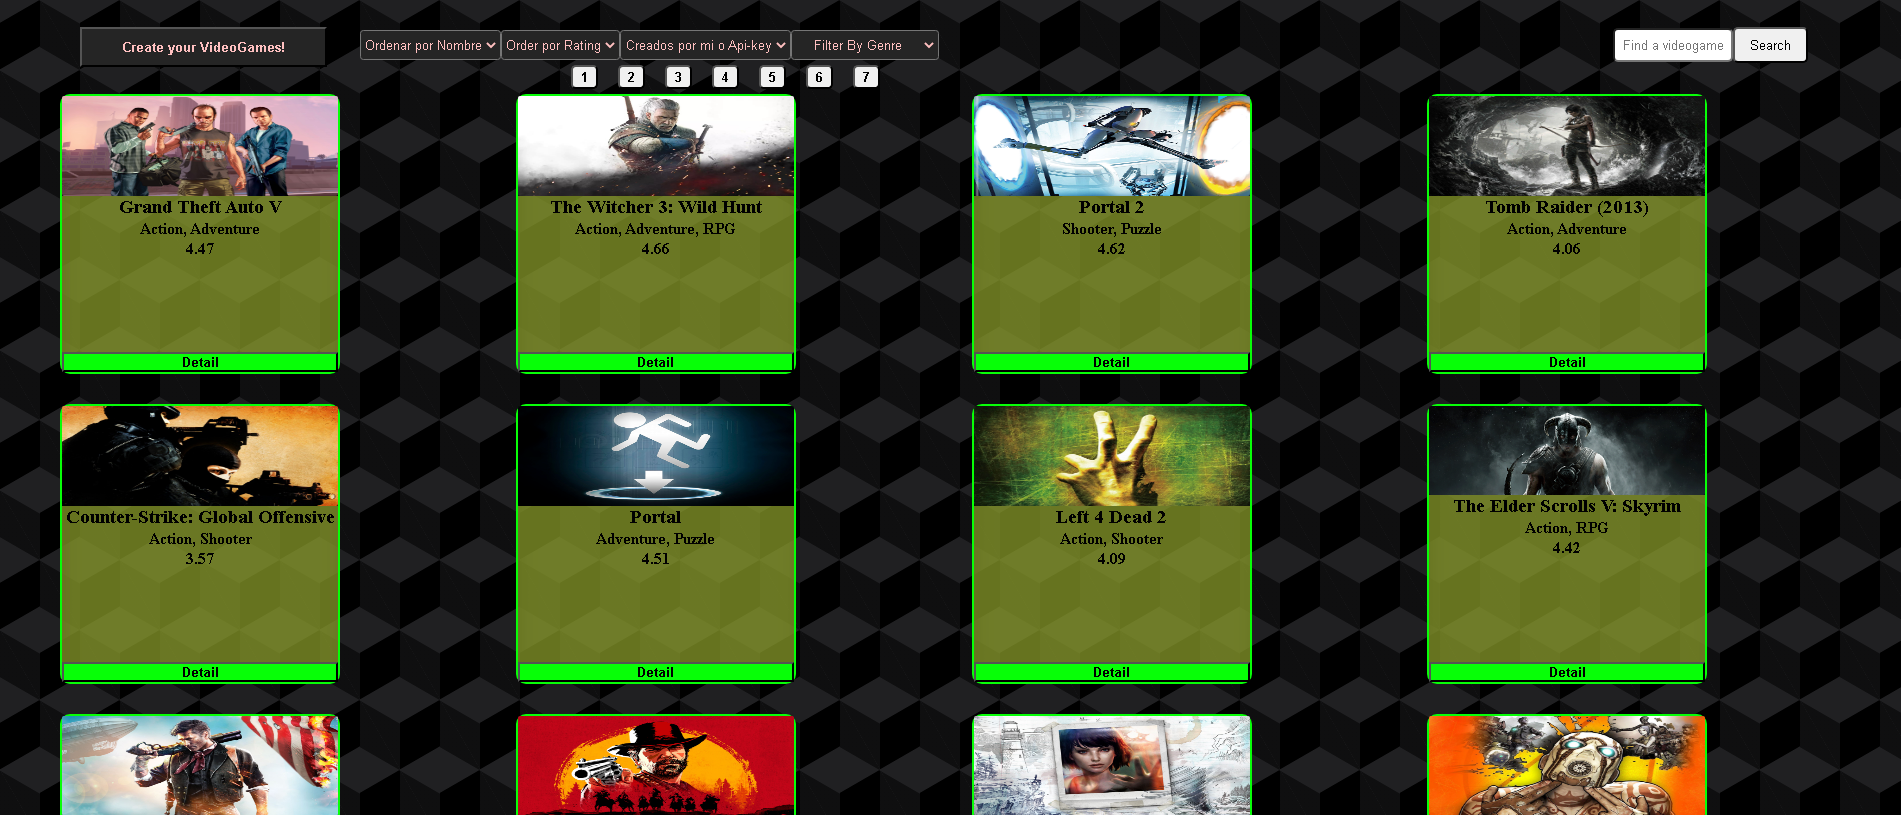 Create your VideoGames!
Ordenar por Nombre Order por Rating Creados por mi o Api-key Filter By Genre
Find a videogame Search
1 2 3 4 5 6 7
Grand Theft Auto V
Action, Adventure
4.47
Detail
The Witcher 3: Wild Hunt
Action, Adventure, RPG
4.66
Detail
Portal 2
Shooter, Puzzle
4.62
Detail
Tomb Raider (2013)
Action, Adventure
4.06
Detail
Counter-Strike: Global Offensive
Action, Shooter
3.57
Detail
Portal
Adventure, Puzzle
4.51
Detail
Left 4 Dead 2
Action, Shooter
4.09
Detail
The Elder Scrolls V: Skyrim
Action, RPG
4.42
Detail